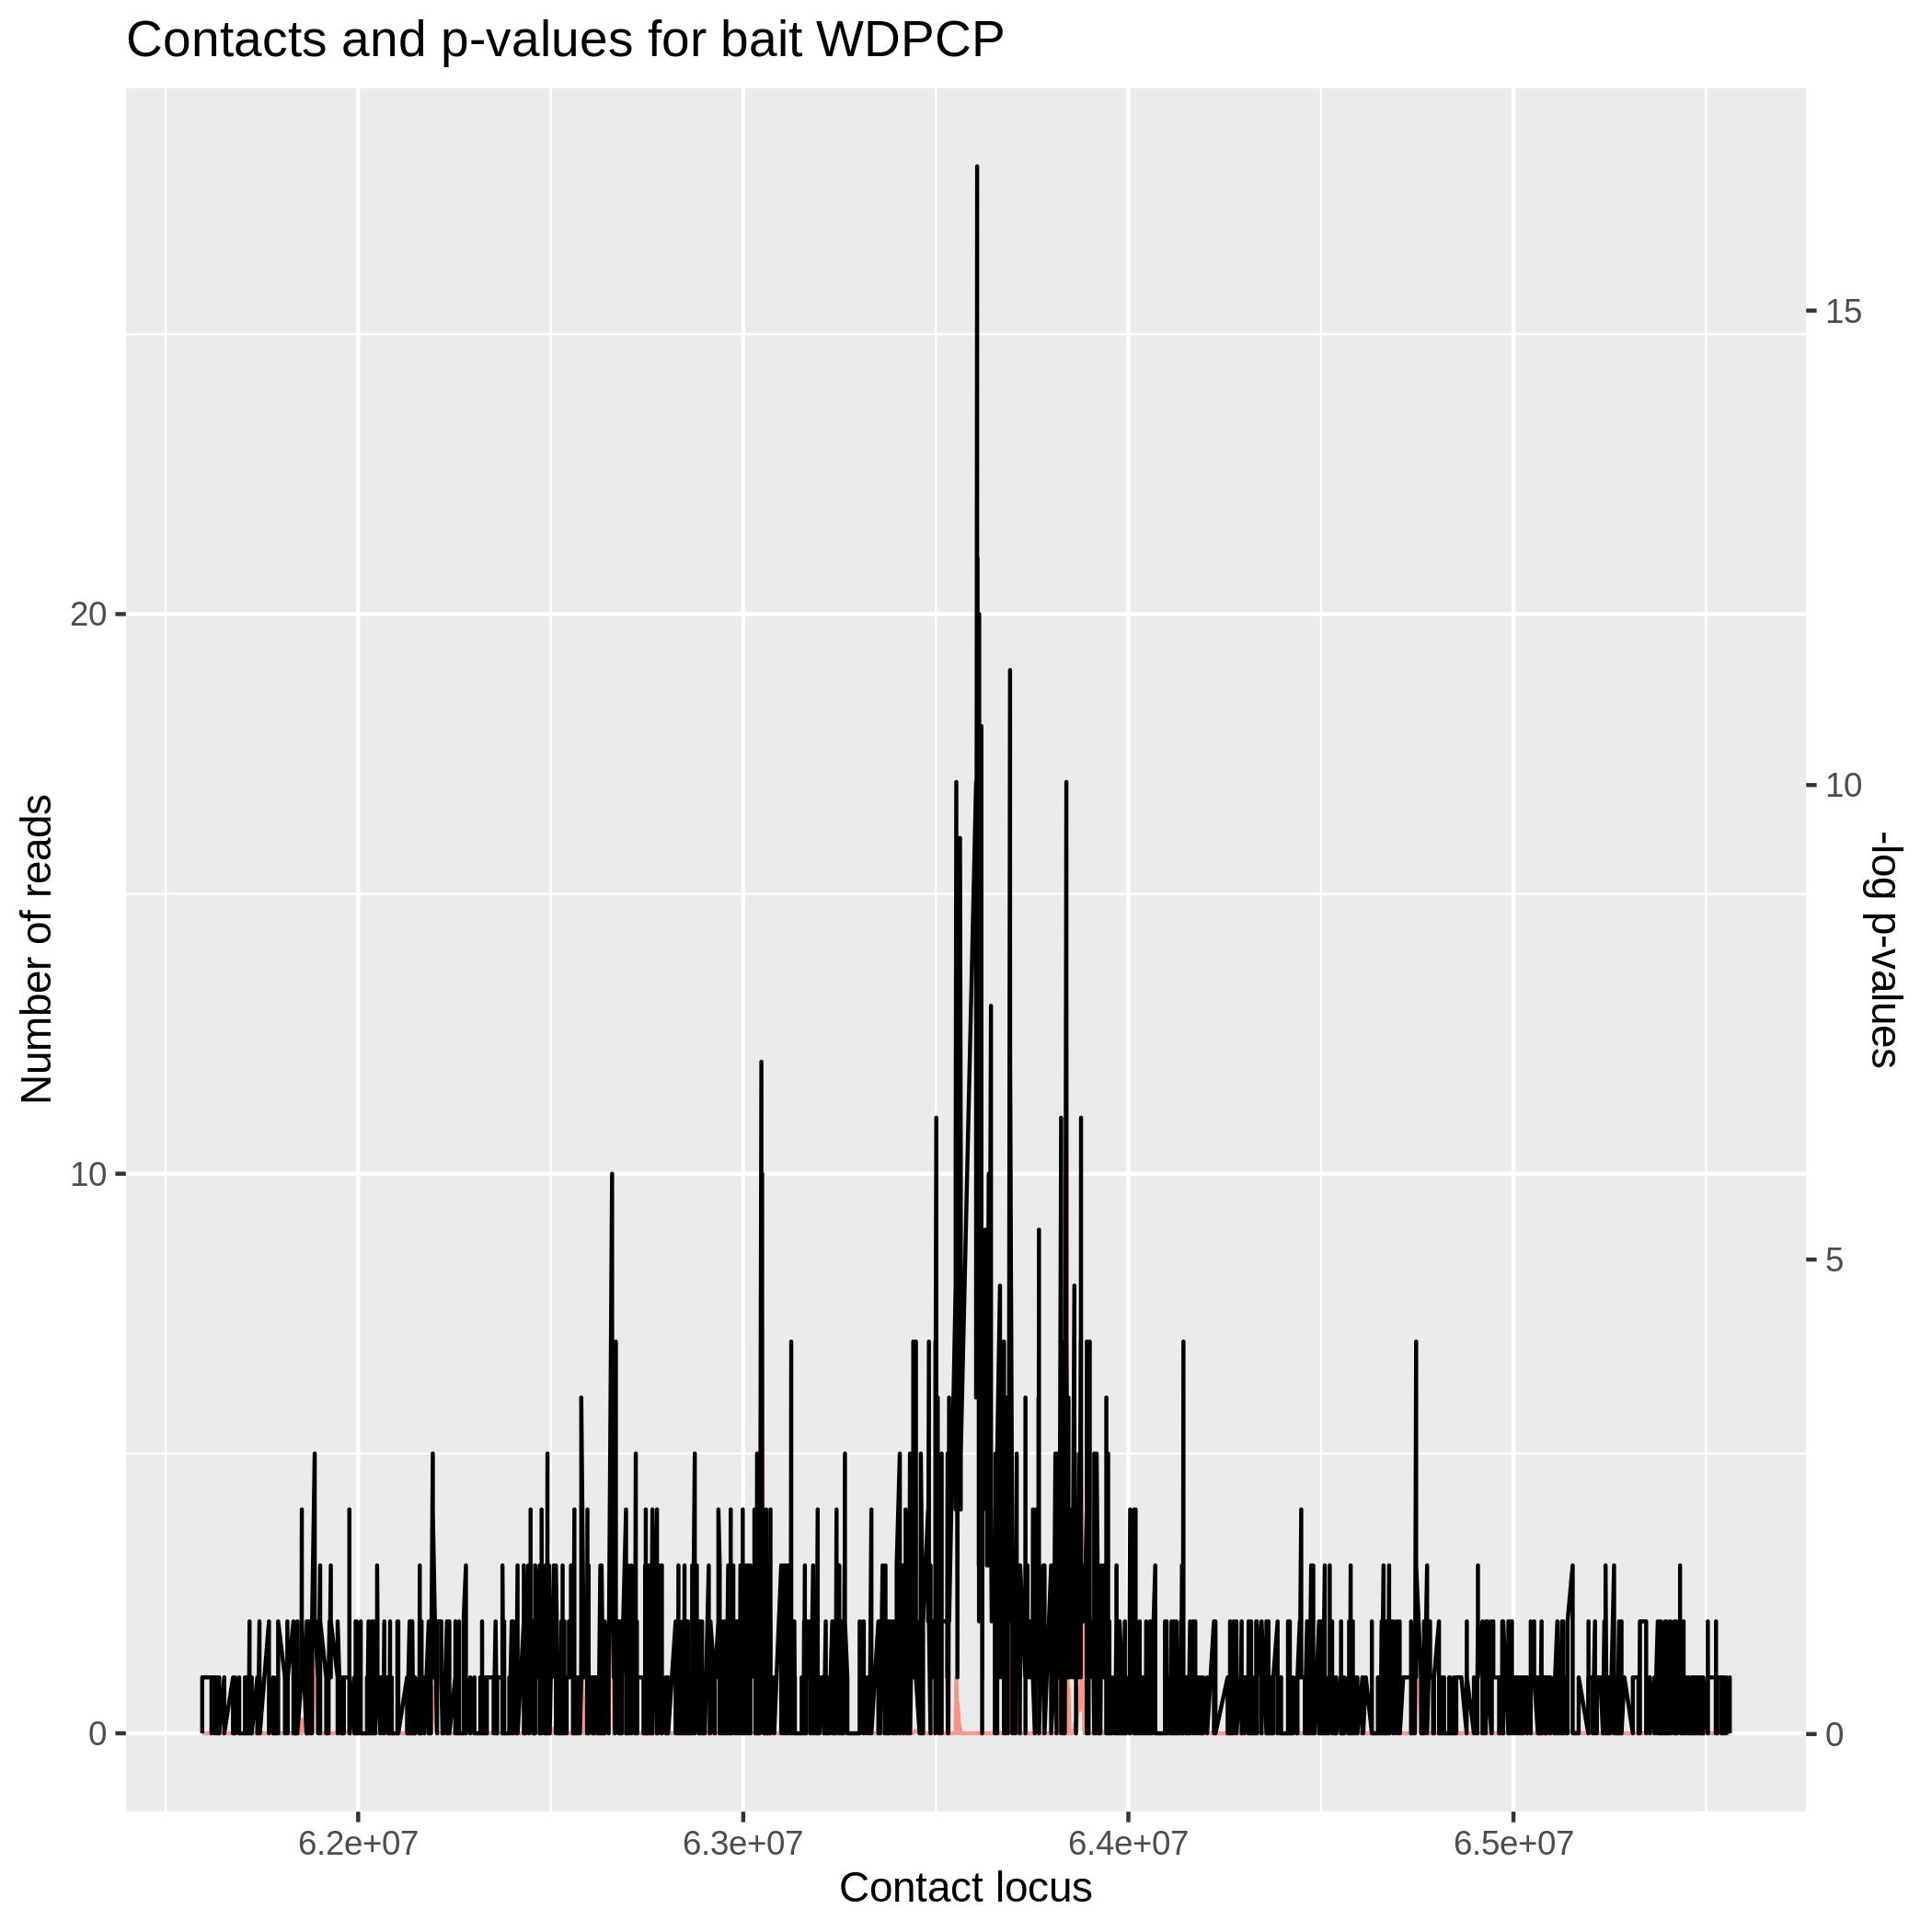 Contacts and p-values for bait WDPCP
15
20
10
10
5
0
0
Number of reads
-log p-values
6.2e+07
6.3e+07
6.4e+07
6.5e+07
Contact locus